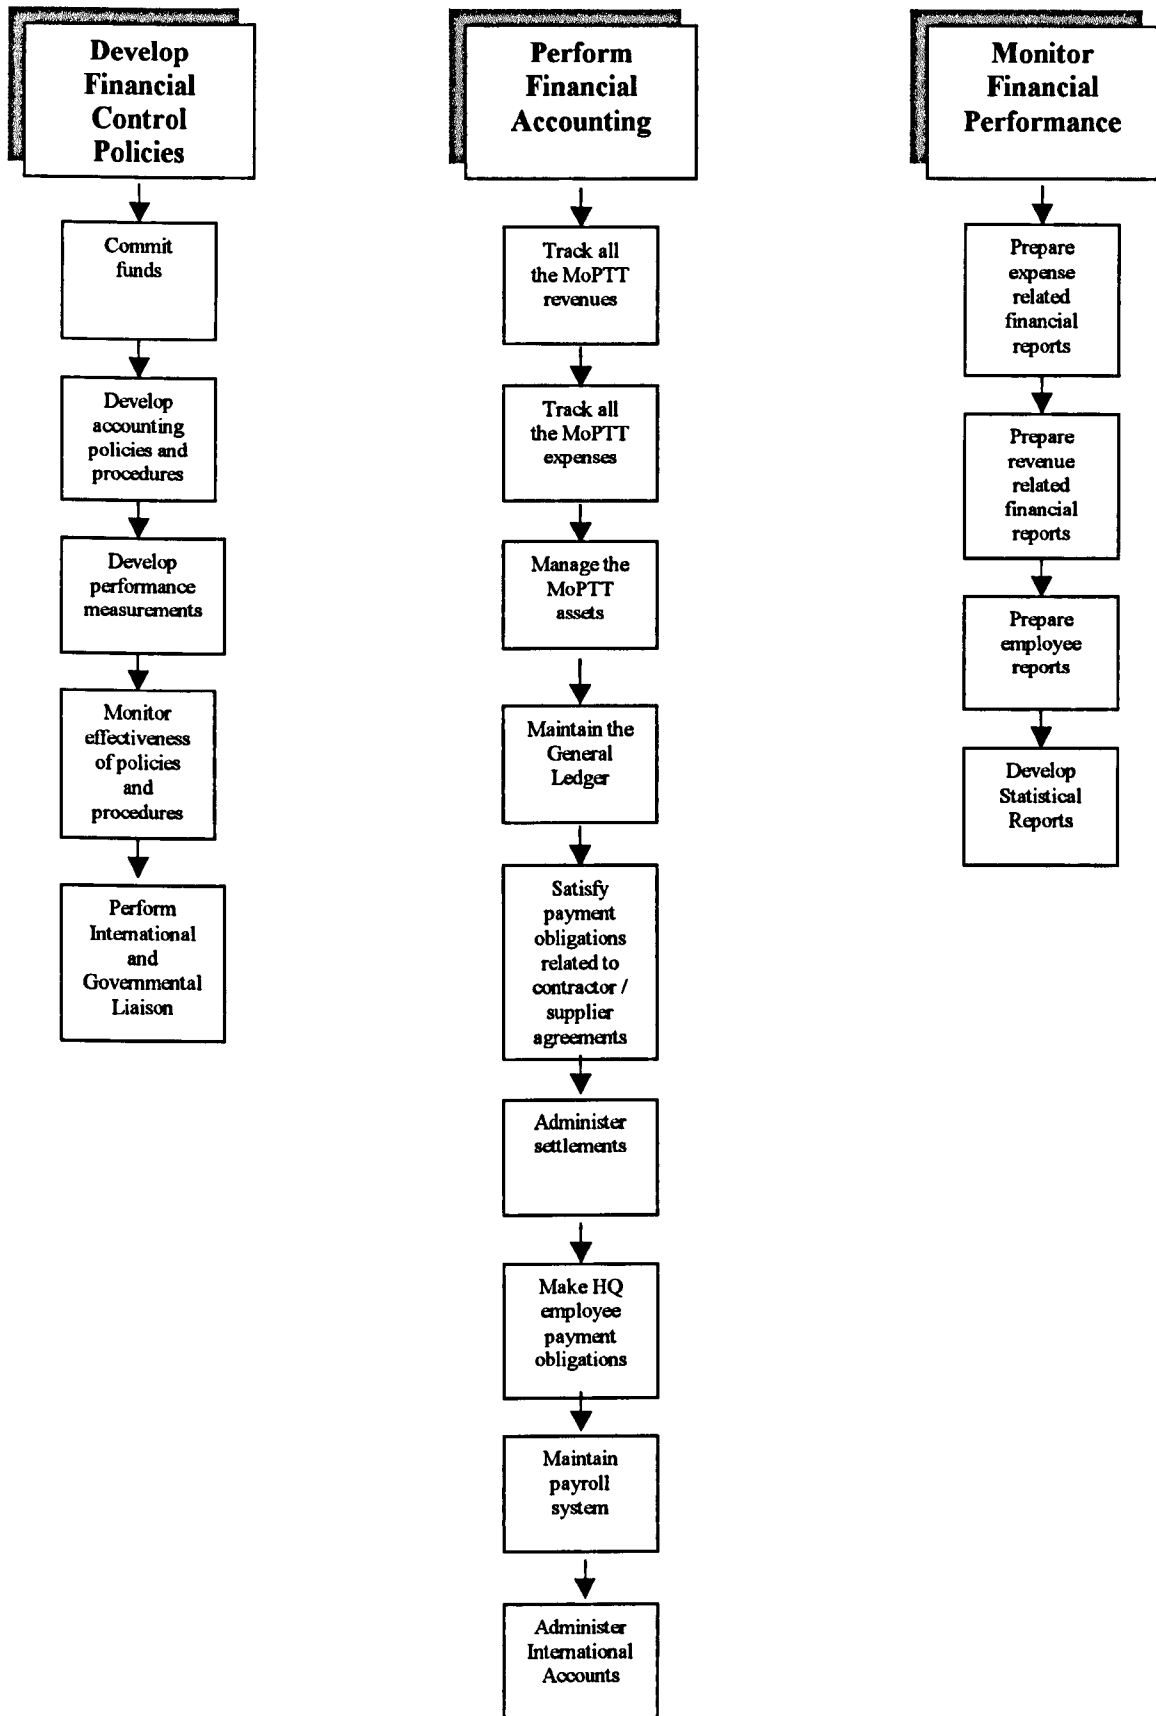 Develop
Financial
Control
Policies
Commit
funds
Develop
accounting
policies and
procedures
Develop
performance
measurements
Monitor
effectiveness
of policies
and
procedures
Perform
International
and
Governmental
Liaison
Perform
Financial
Accounting
Track all
the MoPTT
revenues
Track all
the MoPTT
expenses
Manage the
MoPTT
assets
Maintain the
General
Ledger
Satisfy
payment
obligations
related to
contractor /
supplier
agreements
Administer
settlements
Make HQ
employee
payment
obligations
Maintain
payroll
system
Administer
International
Accounts
Monitor
Financial
Performance
Prepare
expense
related
financial
reports
Prepare
revenue
related
financial
reports
Prepare
employee
reports
Develop
Statistical
Reports